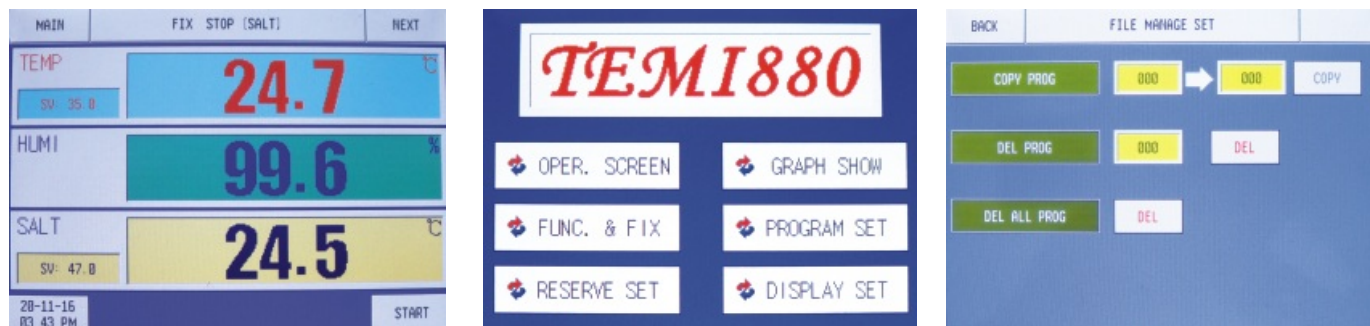 MAIN
FIX STOP (SALT)
NEXT
TEMP
24.7
℃
SV: 35.0
HUMI
99.6
%
SALT
24.5
℃
SV: 47.0
20-11-16
03 43 PM
START
TEMI880
OPER. SCREEN
GRAPH SHOW
FUNC. & FIX
PROGRAM SET
RESERVE SET
DISPLAY SET
BACK
FILE MANAGE SET
COPY PROG
000
000
COPY
DEL PROG
000
DEL
DEL ALL PROG
DEL